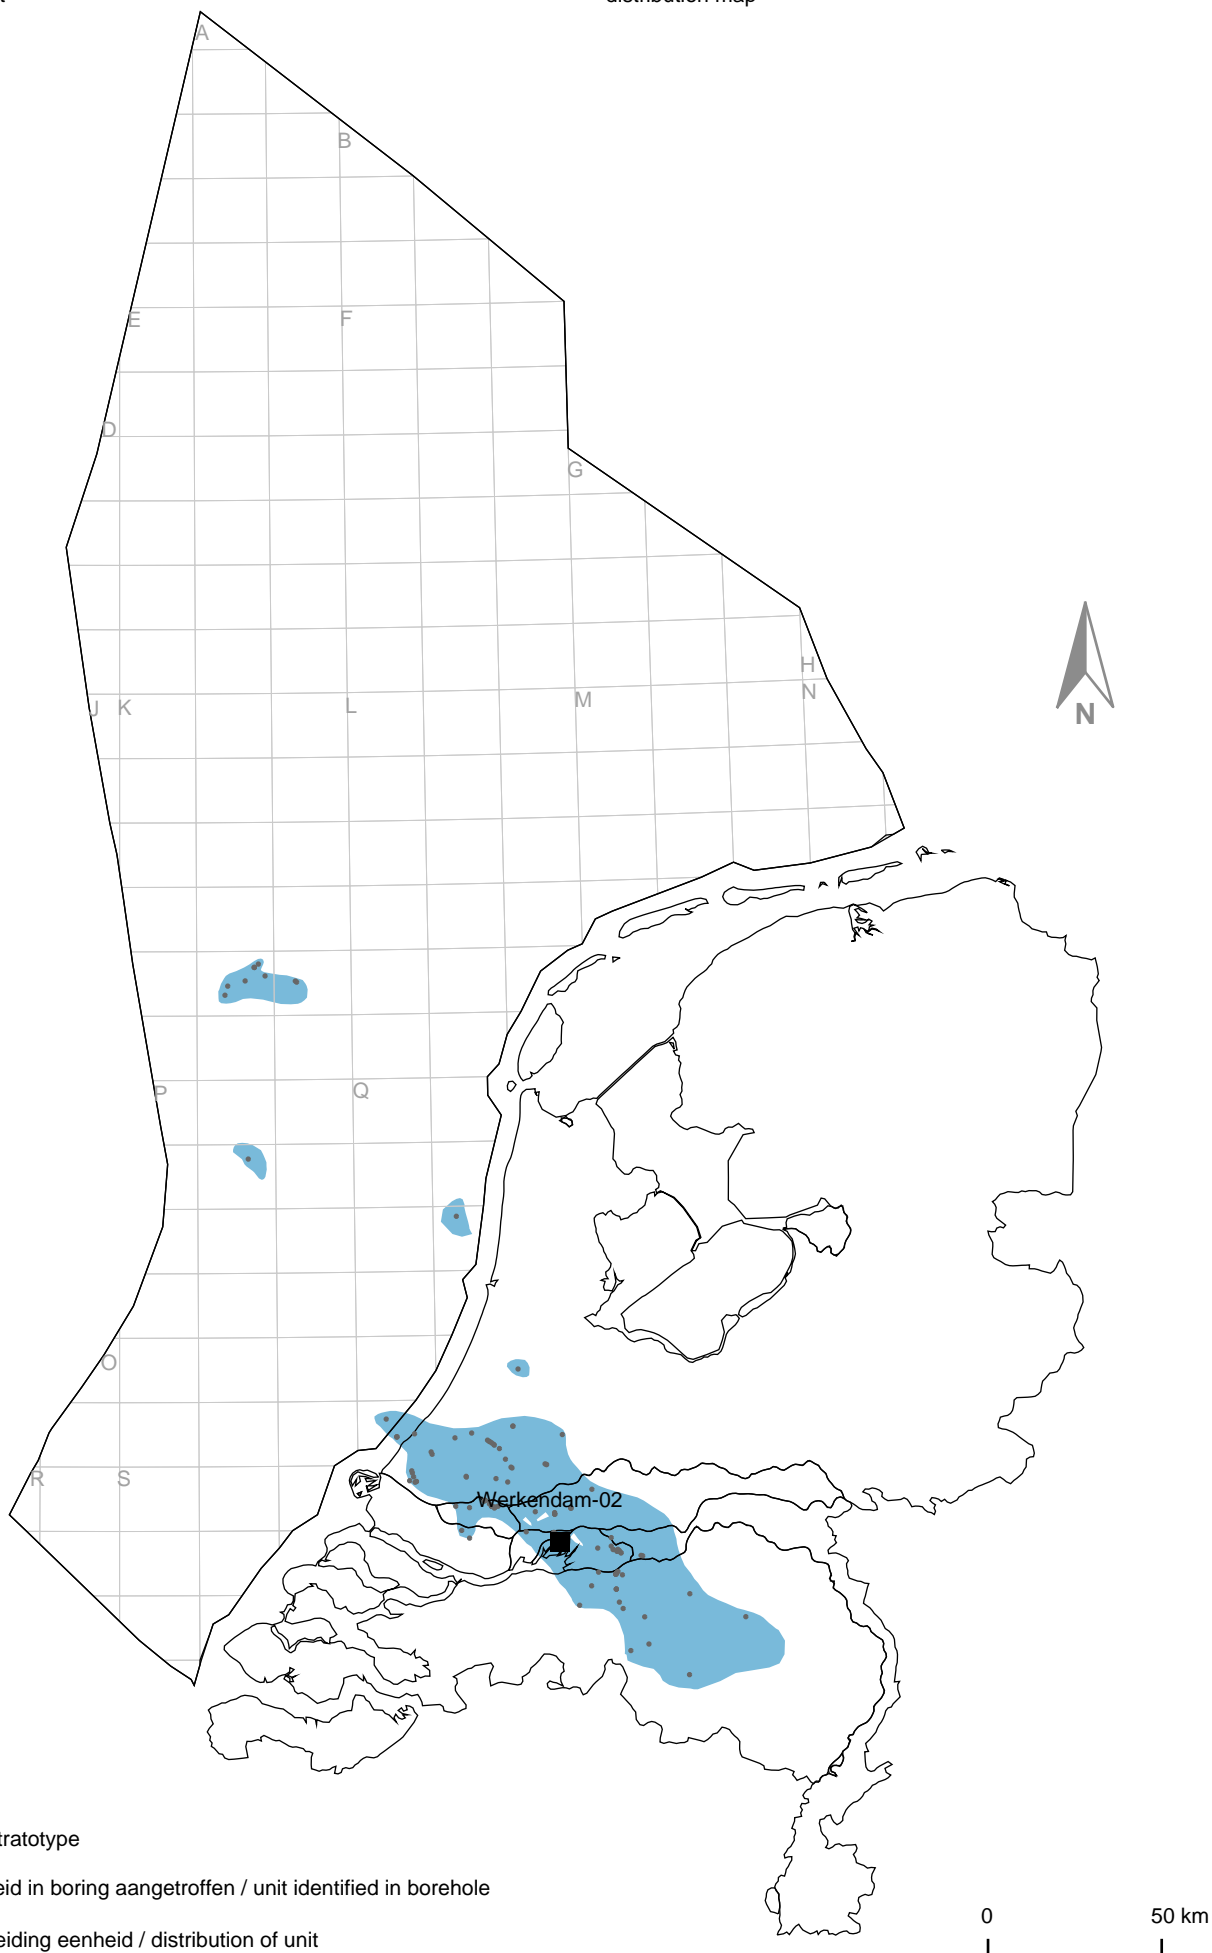 A
B
E
F
D
G
H
N
J K
L
M
P
Q
O
R
S
N
Werkendam-02
tratotype
eid in boring aangetroffen / unit identified in borehole
eiding eenheid / distribution of unit
0 50 km